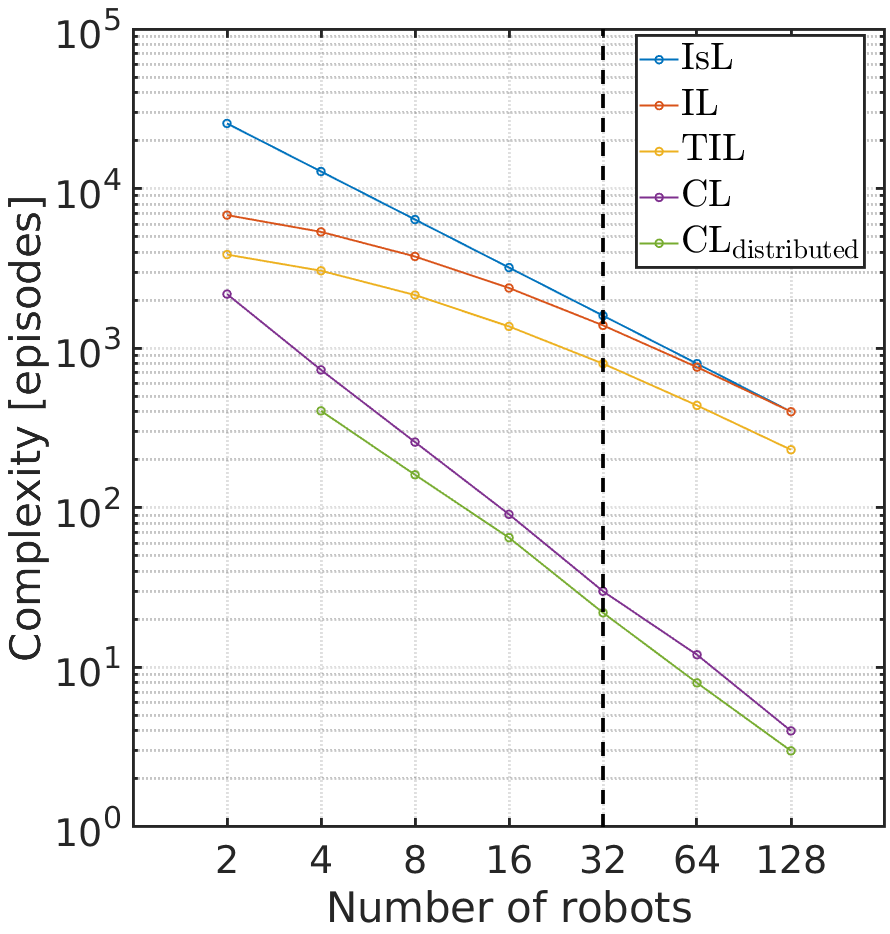 10^5
10^4
10^3
10^2
10^1
10^0
Complexity [episodes]
IsL
IL
TIL
CL
CL_distributed
2 4 8 16 32 64 128
Number of robots